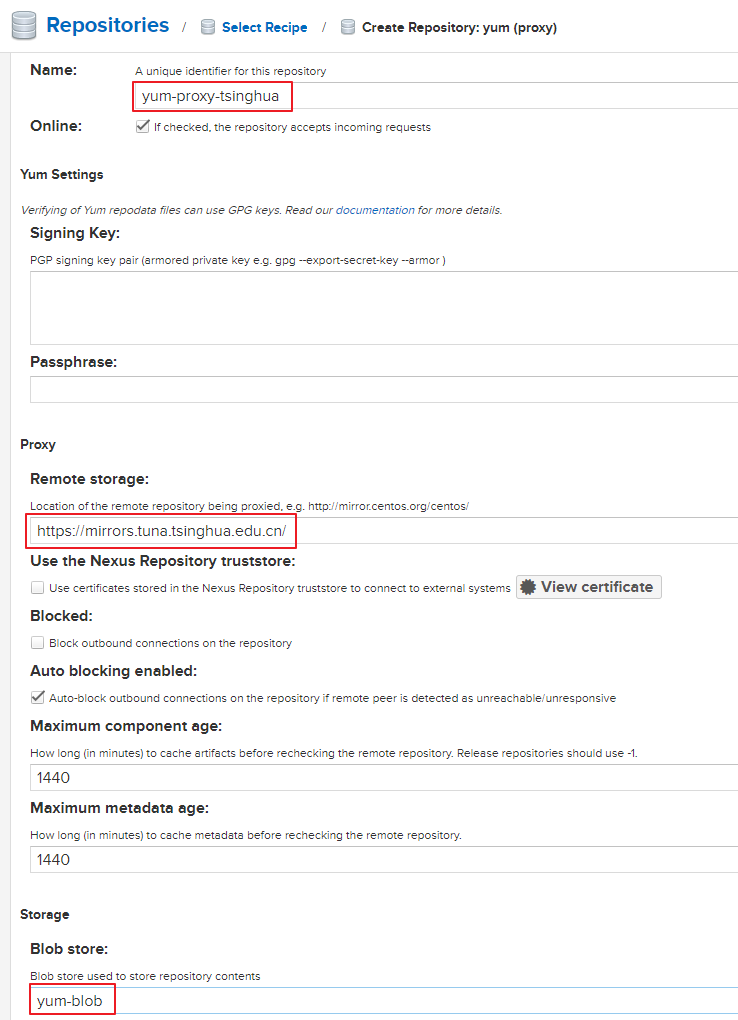 Repositories / Select Recipe / Create Repository: yum (proxy)
Name: A unique identifier for this repository
yum-proxy-tsinghua
Online: If checked, the repository accepts incoming requests
Yum Settings
Verifying of Yum repodata files can use GPG keys. Read our documentation for more details.
Signing Key:
PGP signing key pair (armored private key e.g. gpg --export-secret-key --armor )
Passphrase:
Proxy
Remote storage:
Location of the remote repository being proxied, e.g. http://mirror.centos.org/centos/
https://mirrors.tuna.tsinghua.edu.cn/
Use the Nexus Repository truststore:
Use certificates stored in the Nexus Repository truststore to connect to external systems View certificate
Blocked:
Block outbound connections on the repository
Auto blocking enabled:
Auto-block outbound connections on the repository if remote peer is detected as unreachable/unresponsive
Maximum component age:
How long (in minutes) to cache artifacts before rechecking the remote repository. Release repositories should use -1.
1440
Maximum metadata age:
How long (in minutes) to cache metadata before rechecking the remote repository.
1440
Storage
Blob store:
Blob store used to store repository contents
yum-blob